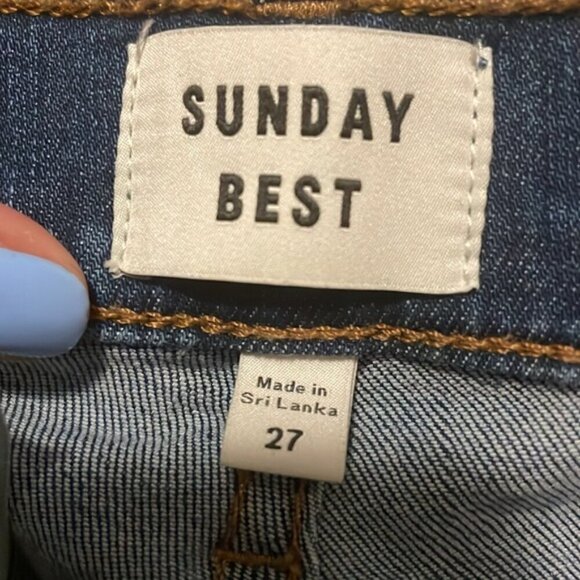 SUNDAY
BEST
Made in
Sri Lanka
27